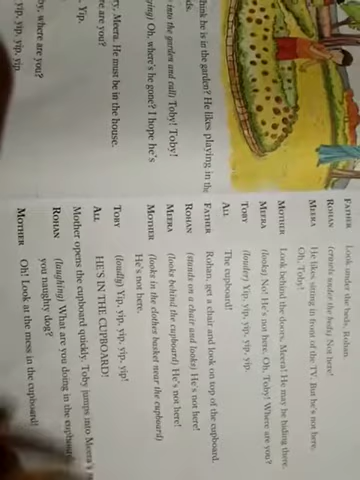 think he is in the garden? He likes playing in the
into the garden and call) Toby! Toby!
Oh, where's he gone? I hope he's
Meera. He must be in the house.
are you?
Yip.
where are you?
yip, yip, yip, yip.
FATHER Look under the beds, Rohan.
ROHAN (crawls under the bed) Not here!
MEERA He likes sitting in front of the TV. But he's not here.
Oh, Toby!
MOTHER Look behind the doors, Meera! He may be hiding there.
MEERA (looks) No! He's not here. Oh, Toby! Where are you?
TOBY (louder) Yip, yip, yip, yip, yip.
ALL The cupboard!
FATHER Rohan, get a chair and look on top of the cupboard.
ROHAN (stands on a chair and looks) He's not here!
MEERA (looks behind the cupboard) He's not here!
MOTHER (looks in the clothes basket near the cupboard)
He's not here.
TOBY (loudly) Yip, yip, yip, yip, yip!
ALL HE'S IN THE CUPBOARD!
Mother opens the cupboard quickly. Toby jumps into Meera's
ROHAN (laughing) What are you doing in the cupboard
you naughty dog?
MOTHER Oh! Look at the mess in the cupboard!